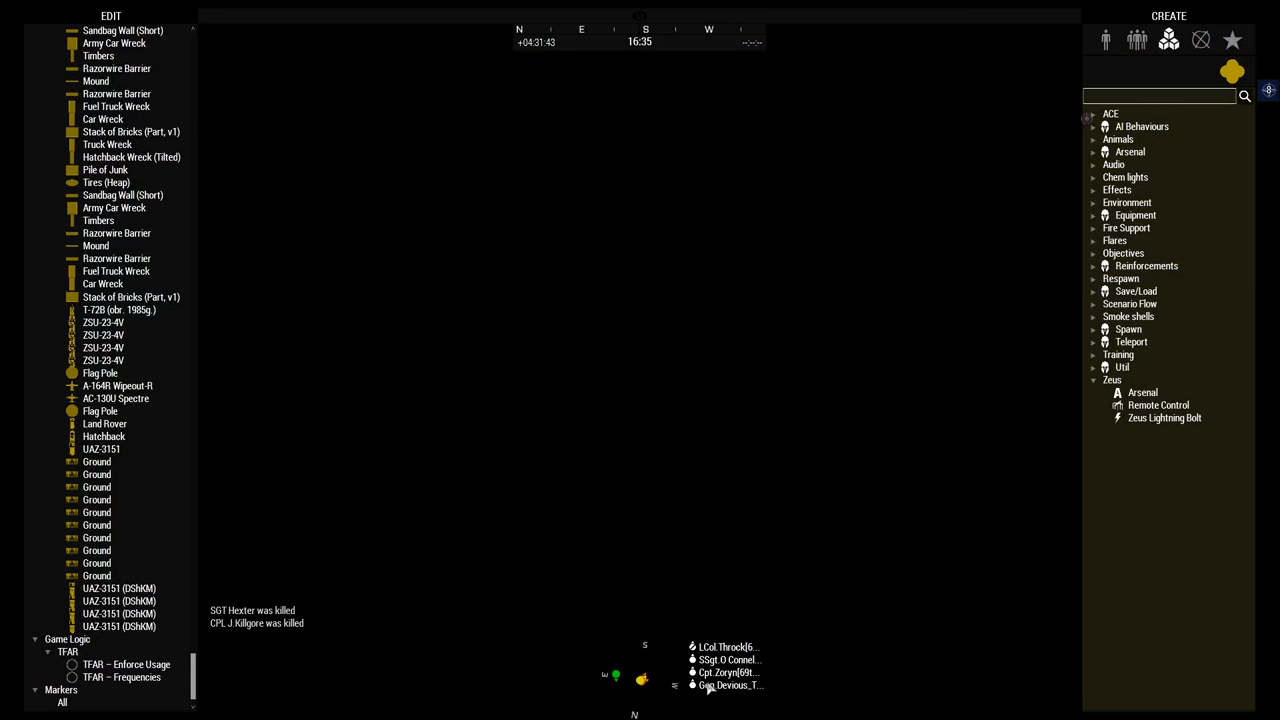 EDIT
CREATE
N E S W
+04:31:43 16:35 --:--:--
Sandbag Wall (Short)
Army Car Wreck
Timbers
Razorwire Barrier
Mound
Razorwire Barrier
Fuel Truck Wreck
Car Wreck
Stack of Bricks (Part, v1)
Truck Wreck
Hatchback Wreck (Tilted)
Pile of Junk
Tires (Heap)
Sandbag Wall (Short)
Army Car Wreck
Timbers
Razorwire Barrier
Mound
Razorwire Barrier
Fuel Truck Wreck
Car Wreck
Stack of Bricks (Part, v1)
T-72B (obr. 1985g.)
ZSU-23-4V
ZSU-23-4V
ZSU-23-4V
ZSU-23-4V
Flag Pole
A-164R Wipeout-R
AC-130U Spectre
Flag Pole
Land Rover
Hatchback
UAZ-3151
Ground
Ground
Ground
Ground
Ground
Ground
Ground
Ground
Ground
Ground
UAZ-3151 (DShKM)
UAZ-3151 (DShKM)
UAZ-3151 (DShKM)
UAZ-3151 (DShKM)
Game Logic
TFAR
TFAR – Enforce Usage
TFAR – Frequencies
Markers
All
SGT Hexter was killed
CPL J.Killgore was killed
S
E
W
N
LCol.Throck[6...
SSgt.O Connel...
Cpt.Zoryn[69t...
Gen.Devious_T...
8
ACE
AI Behaviours
Animals
Arsenal
Audio
Chem lights
Effects
Environment
Equipment
Fire Support
Flares
Objectives
Reinforcements
Respawn
Save/Load
Scenario Flow
Smoke shells
Spawn
Teleport
Training
Util
Zeus
Arsenal
Remote Control
Zeus Lightning Bolt